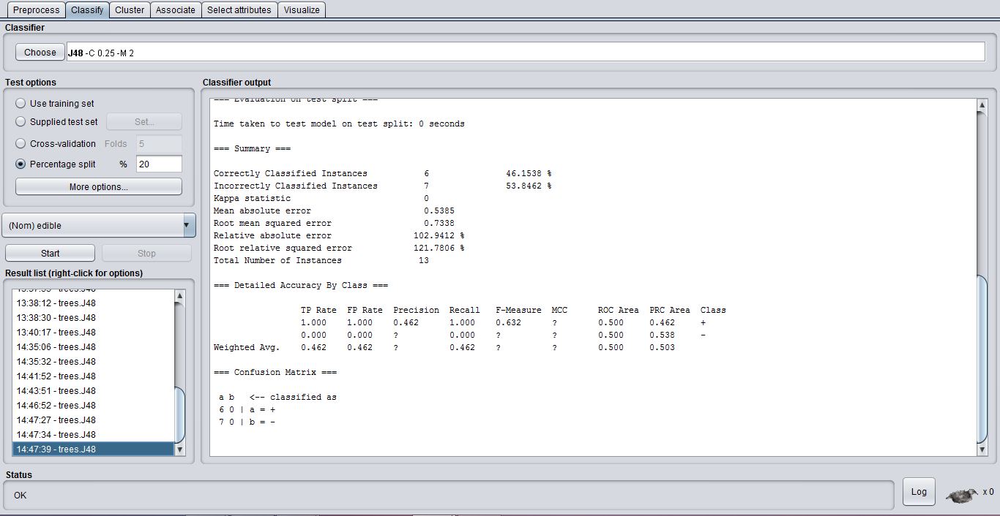 Preprocess Classify Cluster Associate Select attributes Visualize
Classifier
Choose J48 -C 0.25 -M 2
Test options
Use training set
Supplied test set Set...
Cross-validation Folds 5
Percentage split % 20
More options...
(Nom) edible
Start Stop
Result list (right-click for options)
13:37:55 - trees.J48
13:38:12 - trees.J48
13:38:30 - trees.J48
13:40:17 - trees.J48
14:35:06 - trees.J48
14:35:32 - trees.J48
14:41:52 - trees.J48
14:43:51 - trees.J48
14:46:52 - trees.J48
14:47:27 - trees.J48
14:47:34 - trees.J48
14:47:39 - trees.J48
Classifier output
=== Evaluation on test split ===
Time taken to test model on test split: 0 seconds
=== Summary ===
Correctly Classified Instances 6 46.1538 %
Incorrectly Classified Instances 7 53.8462 %
Kappa statistic 0
Mean absolute error 0.5385
Root mean squared error 0.7338
Relative absolute error 102.9412 %
Root relative squared error 121.7806 %
Total Number of Instances 13
=== Detailed Accuracy By Class ===
TP Rate FP Rate Precision Recall F-Measure MCC ROC Area PRC Area Class
1.000 1.000 0.462 1.000 0.632 ? 0.500 0.462 +
0.000 0.000 ? 0.000 ? ? 0.500 0.538 -
Weighted Avg. 0.462 0.462 ? 0.462 ? ? 0.500 0.503
=== Confusion Matrix ===
a b <-- classified as
6 0 | a = +
7 0 | b = -
Status
OK
Log x 0